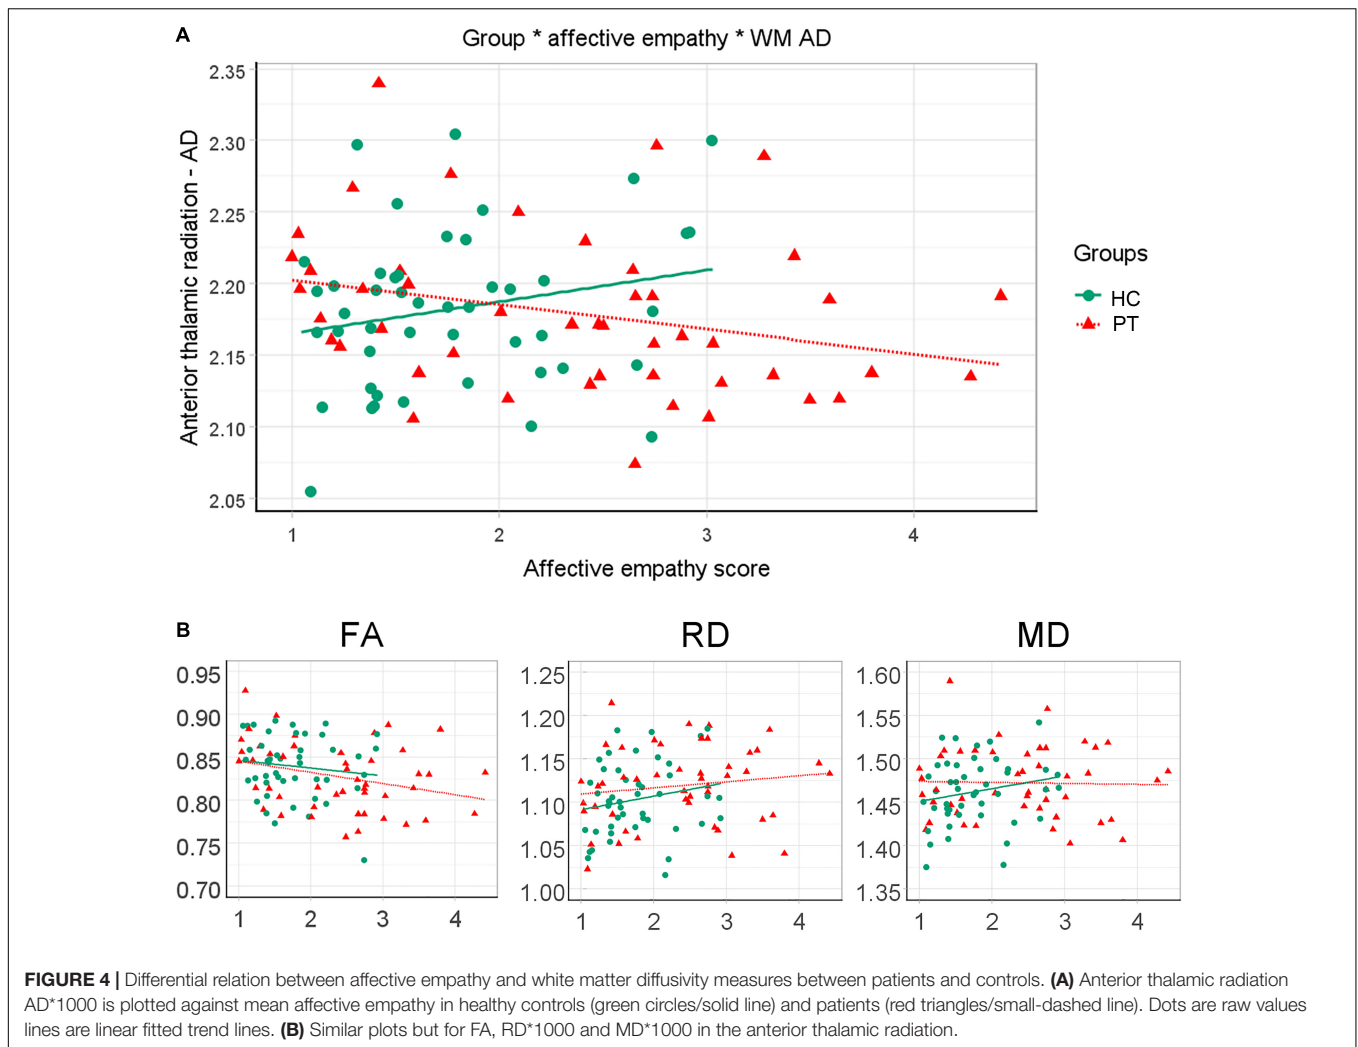 A
Group * affective empathy * WM AD
2.35
2.30
2.25
2.20
2.15
2.10
2.05
Anterior thalamic radiation - AD
1 2 3 4
Affective empathy score
Groups
HC
PT
B
FA
RD
MD
0.95
0.90
0.85
0.80
0.75
0.70
1 2 3 4
1.25
1.20
1.15
1.10
1.05
1.00
1 2 3 4
1.60
1.55
1.50
1.45
1.40
1.35
1 2 3 4
FIGURE 4 | Differential relation between affective empathy and white matter diffusivity measures between patients and controls. (A) Anterior thalamic radiation
AD*1000 is plotted against mean affective empathy in healthy controls (green circles/solid line) and patients (red triangles/small-dashed line). Dots are raw values
lines are linear fitted trend lines. (B) Similar plots but for FA, RD*1000 and MD*1000 in the anterior thalamic radiation.